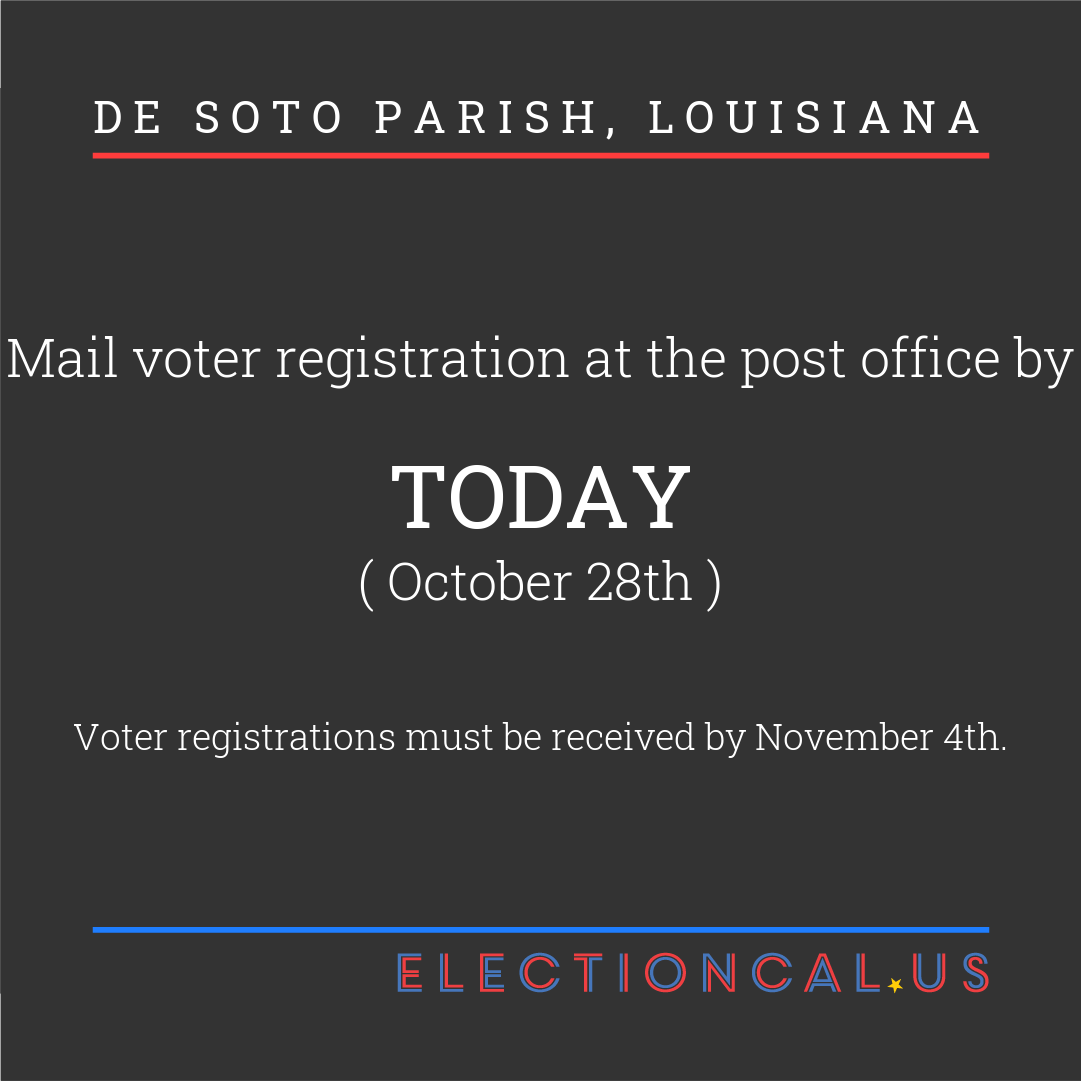 DE SOTO PARISH, LOUISIANA
Mail voter registration at the post office by
TODAY
( October 28th )
Voter registrations must be received by November 4th.
ELECTIONCAL.US